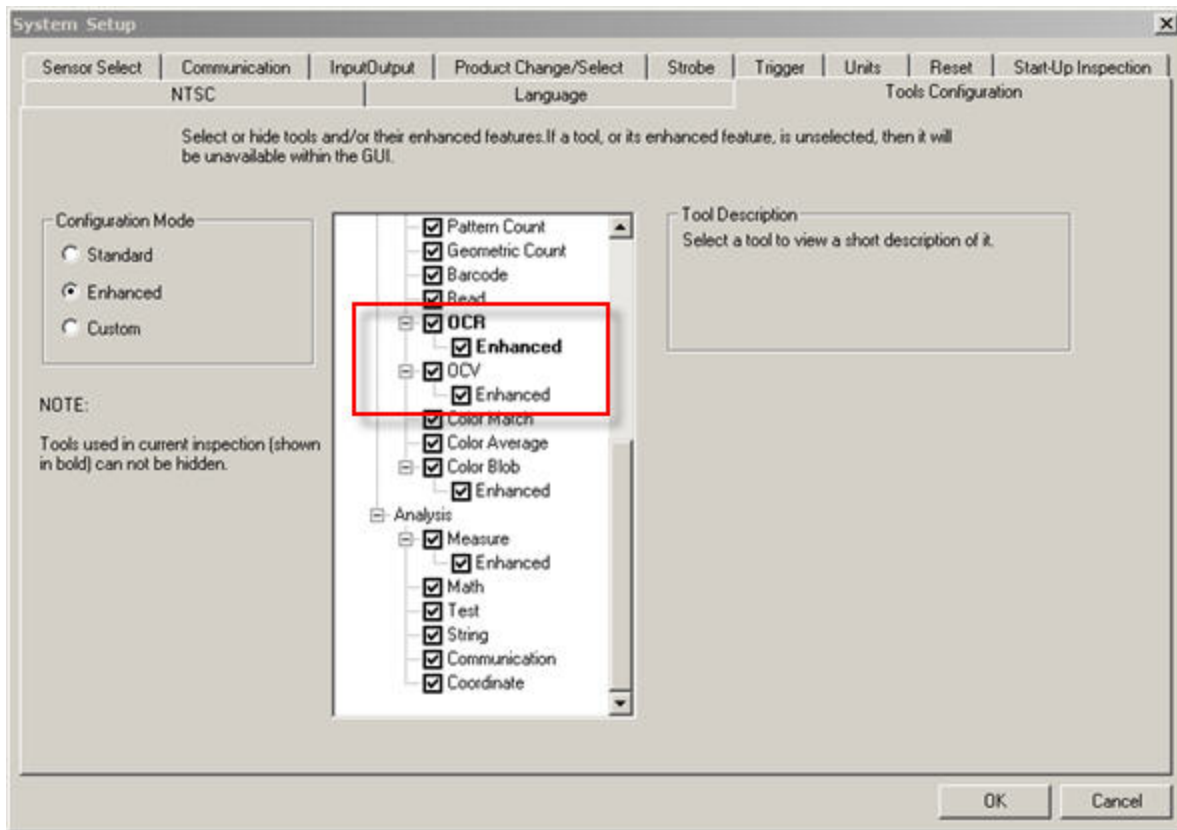 System Setup
Sensor Select Communication InputOutput Product Change/Select Strobe Trigger Units Reset Start-Up Inspection
NTSC Language Tools Configuration
Select or hide tools and/or their enhanced features.If a tool, or its enhanced feature, is unselected, then it will
be unavailable within the GUI.
Configuration Mode
Standard
Enhanced
Custom
NOTE:
Tools used in current inspection (shown
in bold) can not be hidden.
Pattern Count
Geometric Count
Barcode
Read
OCR
Enhanced
OCV
Enhanced
Color Match
Color Average
Color Blob
Enhanced
Analysis
Measure
Enhanced
Math
Test
String
Communication
Coordinate
Tool Description
Select a tool to view a short description of it.
OK Cancel